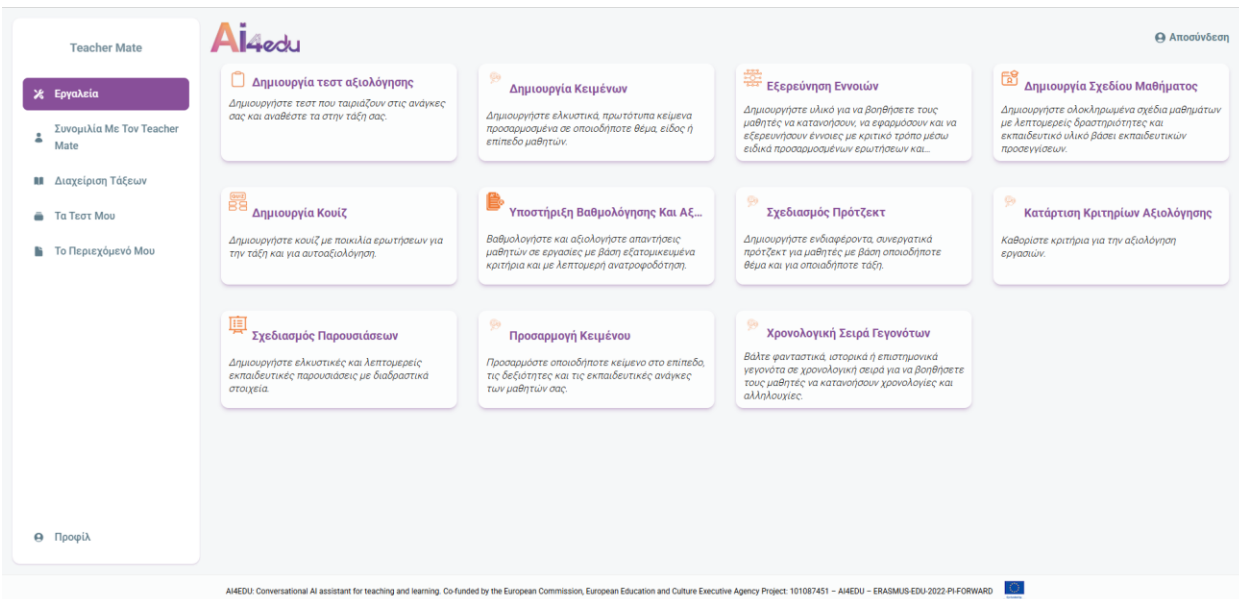 Teacher Mate
Εργαλεία
Συνομιλία Με Τον Teacher
Mate
Διαχείριση Τάξεων
Τα Τεστ Μου
Το Περιεχόμενό Μου
Προφίλ
Ai4edu
Αποσύνδεση
Δημιουργία τεστ αξιολόγησης
Δημιουργήστε τεστ που ταιριάζουν στις ανάγκες
σας και αναθέστε τα στην τάξη σας.
Δημιουργία Κειμένων
Δημιουργήστε ελκυστικά, πρωτότυπα κείμενα
προσαρμοσμένα σε οποιοδήποτε θέμα, είδος ή
επίπεδο μαθητών.
Εξερεύνηση Εννοιών
Δημιουργήστε υλικό για να βοηθήσετε τους
μαθητές να κατανοήσουν, να εφαρμόσουν και να
εξερευνήσουν έννοιες με κριτικό τρόπο μέσω
ειδικά προσαρμοσμένων ερωτήσεων και...
Δημιουργία Σχεδίου Μαθήματος
Δημιουργήστε ολοκληρωμένα σχέδια μαθημάτων
με λεπτομερείς δραστηριότητες και
εκπαιδευτικό υλικό βάσει εκπαιδευτικών
προσεγγίσεων.
Δημιουργία Κουίζ
Δημιουργήστε κουίζ με ποικιλία ερωτήσεων για
την τάξη και για αυτοαξιολόγηση.
Υποστήριξη Βαθμολόγησης Και Αξ...
Βαθμολογήστε και αξιολογήστε απαντήσεις
μαθητών σε εργασίες με βάση εξατομικευμένα
κριτήρια και με λεπτομερή ανατροφοδότηση.
Σχεδιασμός Πρότζεκτ
Δημιουργήστε ενδιαφέροντα, συνεργατικά
πρότζεκτ για μαθητές με βάση οποιοδήποτε
θέμα και για οποιαδήποτε τάξη.
Κατάρτιση Κριτηρίων Αξιολόγησης
Καθορίστε κριτήρια για την αξιολόγηση
εργασιών.
Σχεδιασμός Παρουσιάσεων
Δημιουργήστε ελκυστικές και λεπτομερείς
εκπαιδευτικές παρουσιάσεις με διαδραστικά
στοιχεία.
Προσαρμογή Κειμένου
Προσαρμόστε οποιοδήποτε κείμενο στο επίπεδο,
τις δεξιότητες και τις εκπαιδευτικές ανάγκες
των μαθητών σας.
Χρονολογική Σειρά Γεγονότων
Βάλτε φανταστικά, ιστορικά ή επιστημονικά
γεγονότα σε χρονολογική σειρά για να βοηθήσετε
τους μαθητές να κατανοήσουν χρονολογίες και
αλληλουχίες.
AI4EDU: Conversational AI assistant for teaching and learning. Co-funded by the European Commission, European Education and Culture Executive Agency Project: 101087451 – AI4EDU – ERASMUS-EDU-2022-PI-FORWARD